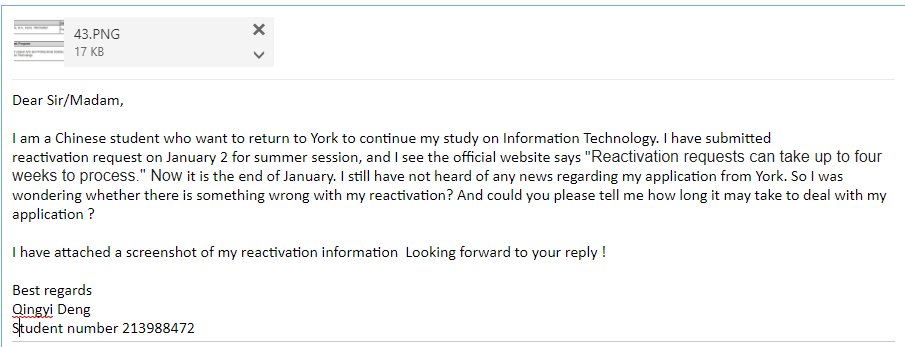 43.PNG
17 KB
Dear Sir/Madam,
I am a Chinese student who want to return to York to continue my study on Information Technology. I have submitted
reactivation request on January 2 for summer session, and I see the official website says "Reactivation requests can take up to four
weeks to process." Now it is the end of January. I still have not heard of any news regarding my application from York. So I was
wondering whether there is something wrong with my reactivation? And could you please tell me how long it may take to deal with my
application ?
I have attached a screenshot of my reactivation information  Looking forward to your reply !
Best regards
Qingyi Deng
Student number 213988472